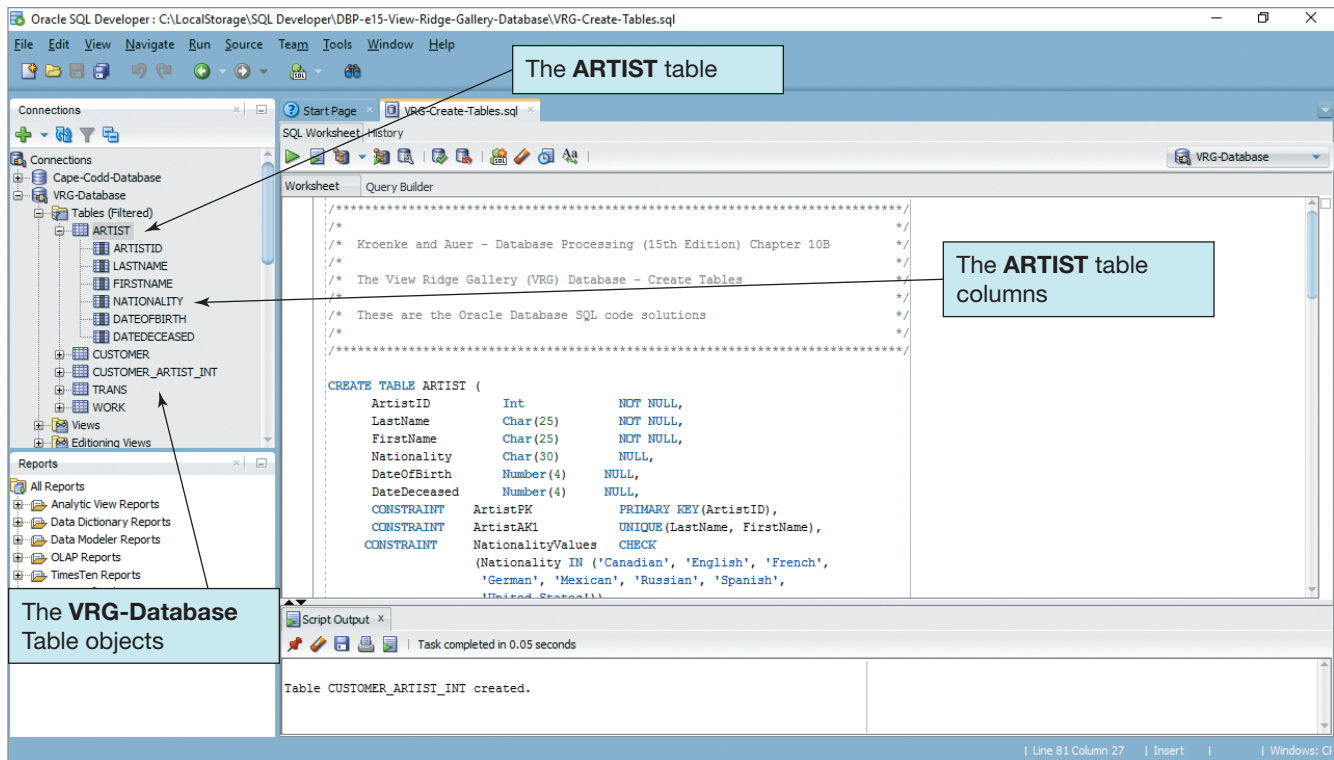 Oracle SQL Developer : C:\LocalStorage\SQL Developer\DBP-e15-View-Ridge-Gallery-Database\VRG-Create-Tables.sql
File Edit View Navigate Run Source Team Tools Window Help
The ARTIST table
Connections
Connections
Cape-Codd-Database
VRG-Database
Tables (Filtered)
ARTIST
ARTISTID
LASTNAME
FIRSTNAME
NATIONALITY
DATEOFBIRTH
DATEDECEASED
CUSTOMER
CUSTOMER_ARTIST_INT
TRANS
WORK
Views
Editioning Views
Reports
All Reports
Analytic View Reports
Data Dictionary Reports
Data Modeler Reports
OLAP Reports
TimesTen Reports
The VRG-Database
Table objects
Start Page
VRG-Create-Tables.sql
SQL Worksheet History
VRG-Database
Worksheet Query Builder
/*****************************************************************************/
/* */
/* Kroenke and Auer - Database Processing (15th Edition) Chapter 10B */
/* */
/* The View Ridge Gallery (VRG) Database - Create Tables */
/* */
/* These are the Oracle Database SQL code solutions */
/* */
/*****************************************************************************/
CREATE TABLE ARTIST (
ArtistID Int NOT NULL,
LastName Char(25) NOT NULL,
FirstName Char(25) NOT NULL,
Nationality Char(30) NULL,
DateOfBirth Number(4) NULL,
DateDeceased Number(4) NULL,
CONSTRAINT ArtistPK PRIMARY KEY(ArtistID),
CONSTRAINT ArtistAK1 UNIQUE(LastName, FirstName),
CONSTRAINT NationalityValues CHECK
(Nationality IN ('Canadian', 'English', 'French',
'German', 'Mexican', 'Russian', 'Spanish',
'United States'))
The ARTIST table
columns
Script Output
Task completed in 0.05 seconds
Table CUSTOMER_ARTIST_INT created.
Line 81 Column 27 | Insert | | Windows: CF